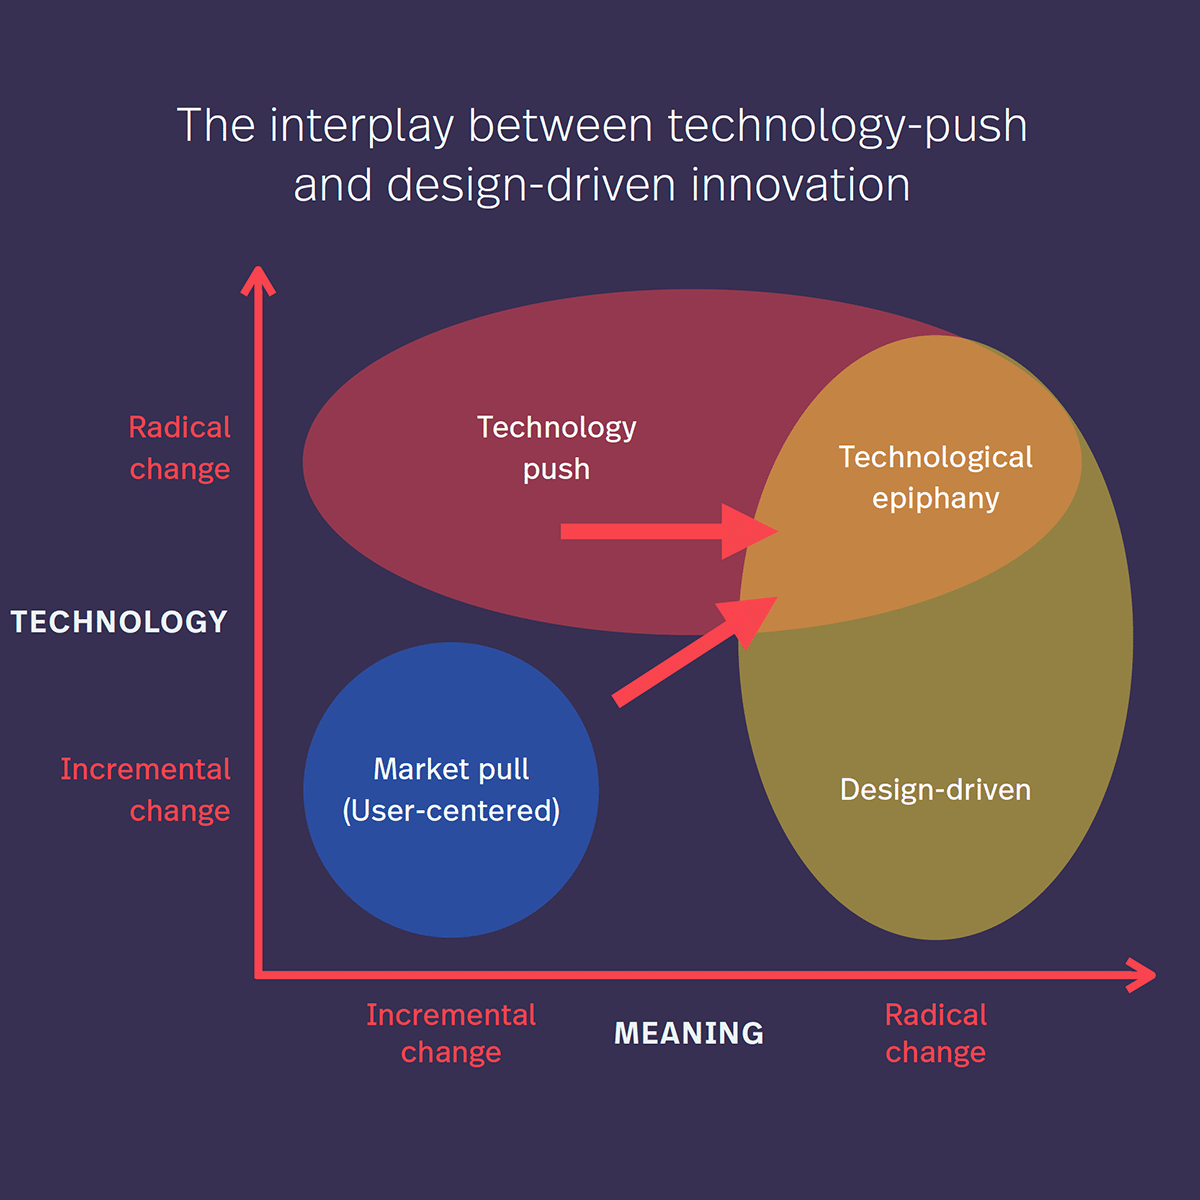 The interplay between technology-push
and design-driven innovation
Radical
change
Technology
push
Technological
epiphany
TECHNOLOGY
Incremental
change
Market pull
(User-centered)
Design-driven
Incremental
change
MEANING
Radical
change